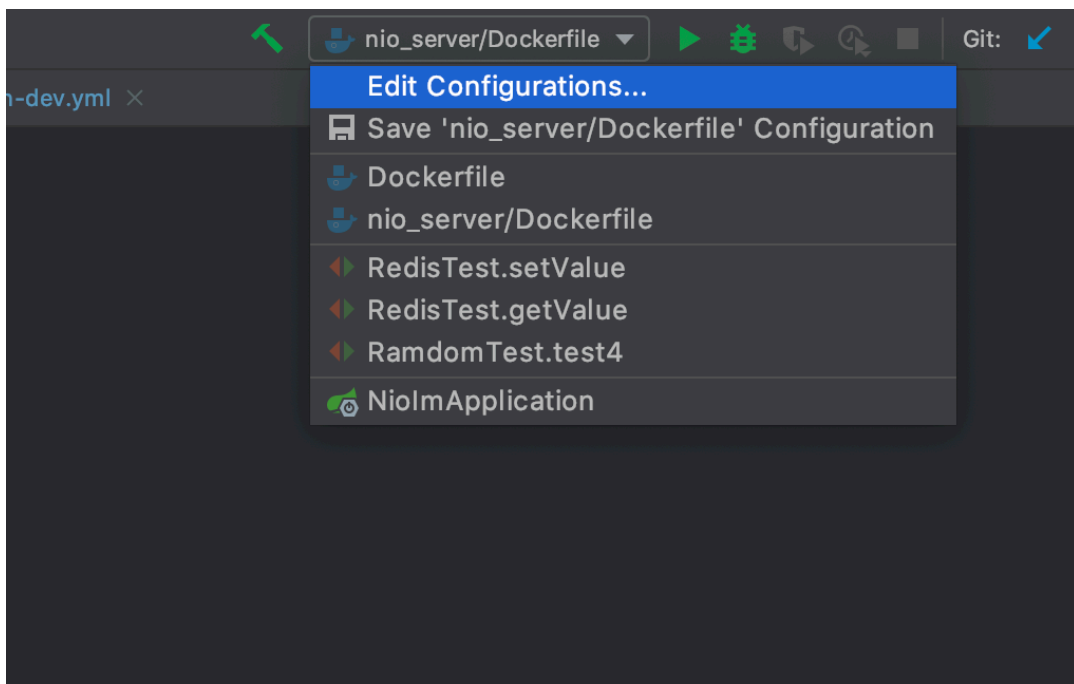 nio_server/Dockerfile
Git:
n-dev.yml
Edit Configurations...
Save 'nio_server/Dockerfile' Configuration
Dockerfile
nio_server/Dockerfile
RedisTest.setValue
RedisTest.getValue
RamdomTest.test4
NioImApplication